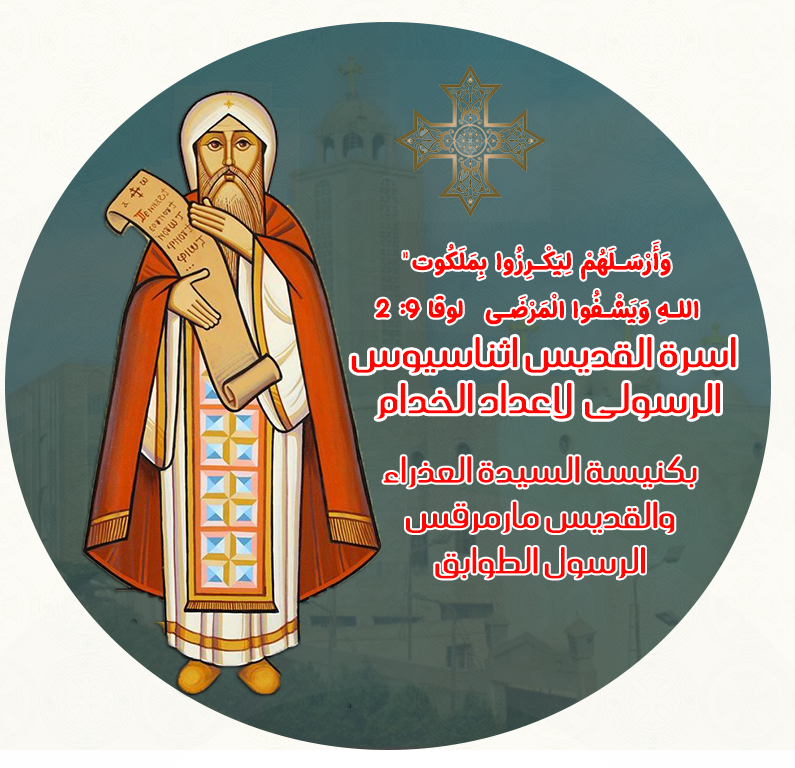 وَأَرْسَلَهُمْ لِيَكْرِزُوا بِمَلَكُوت"
اللهِ وَيَشْفُوا الْمَرْضَى لوقا 9: 2
اسرة القديس اثناسيوس
الرسولى لاعداد الخدام
بكنيسة السيدة العذراء
والقديس مارمرقس
الرسول الطوابق